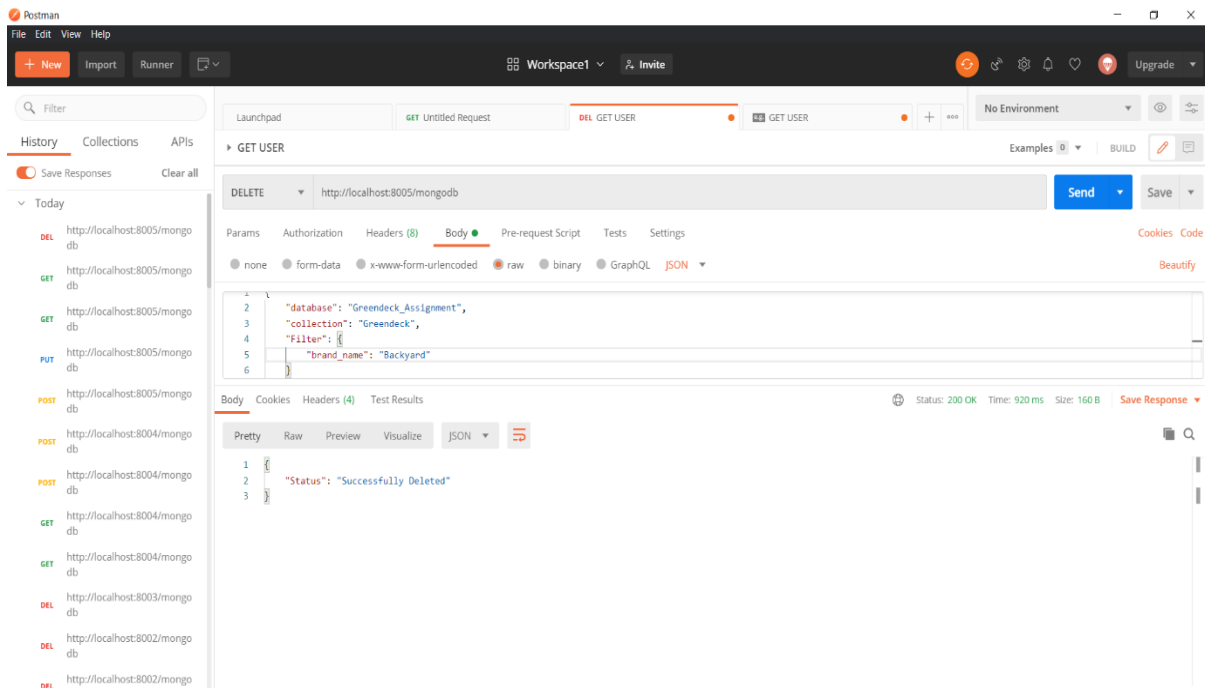 Postman
File Edit View Help
+ New Import Runner Workspace1 Invite Upgrade
Filter
History Collections APIs
Save Responses Clear all
Today
DEL http://localhost:8005/mongo
db
GET http://localhost:8005/mongo
db
GET http://localhost:8005/mongo
db
PUT http://localhost:8005/mongo
db
POST http://localhost:8005/mongo
db
POST http://localhost:8004/mongo
db
POST http://localhost:8004/mongo
db
GET http://localhost:8004/mongo
db
GET http://localhost:8004/mongo
db
DEL http://localhost:8003/mongo
db
DEL http://localhost:8002/mongo
db
DEL http://localhost:8002/mongo
Launchpad GET Untitled Request DEL GET USER GET USER + No Environment
GET USER Examples 0 BUILD
DELETE http://localhost:8005/mongodb Send Save
Params Authorization Headers (8) Body Pre-request Script Tests Settings Cookies Code
none form-data x-www-form-urlencoded raw binary GraphQL JSON Beautify
1 {
2 "database": "Greendeck_Assignment",
3 "collection": "Greendeck",
4 "Filter": {
5 "brand_name": "Backyard"
6 }
Body Cookies Headers (4) Test Results Status: 200 OK Time: 920 ms Size: 160 B Save Response
Pretty Raw Preview Visualize JSON
1 {
2 "Status": "Successfully Deleted"
3 }